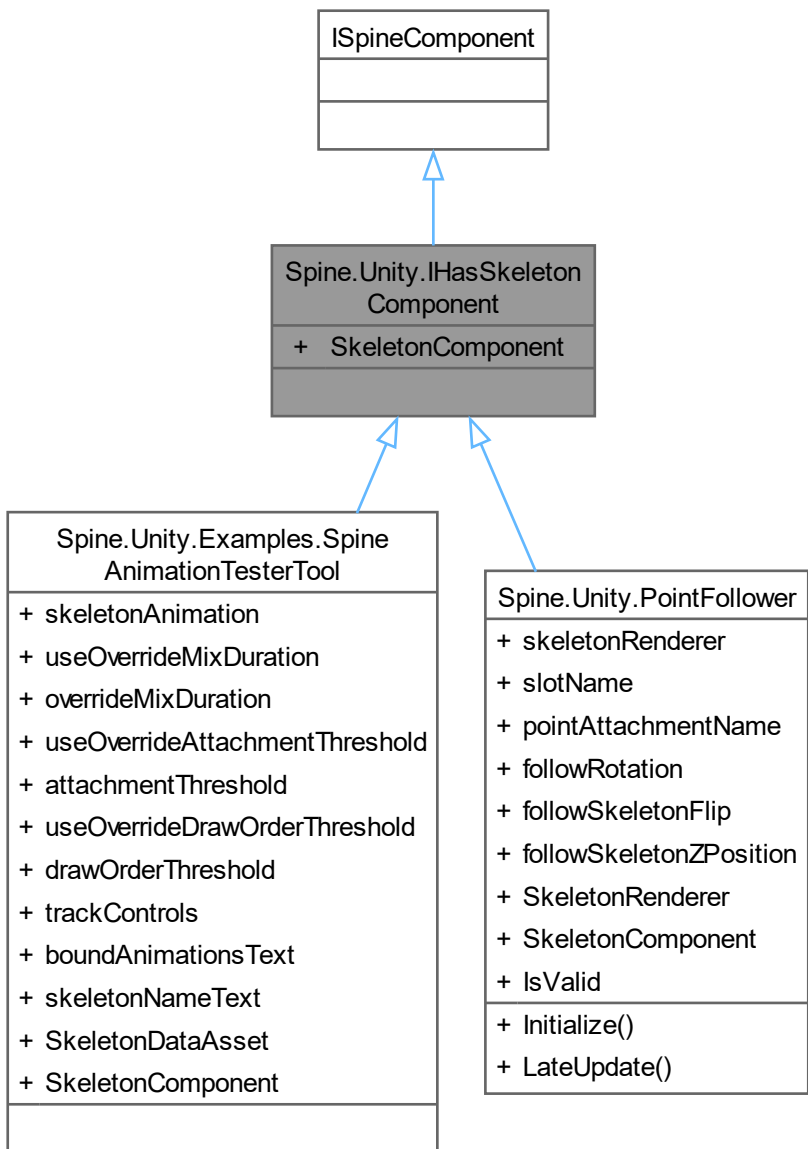 ISpineComponent
Spine.Unity.IHasSkeleton
Component
+ SkeletonComponent
Spine.Unity.Examples.Spine
AnimationTesterTool
+ skeletonAnimation
+ useOverrideMixDuration
+ overrideMixDuration
+ useOverrideAttachmentThreshold
+ attachmentThreshold
+ useOverrideDrawOrderThreshold
+ drawOrderThreshold
+ trackControls
+ boundAnimationsText
+ skeletonNameText
+ SkeletonDataAsset
+ SkeletonComponent
Spine.Unity.PointFollower
+ skeletonRenderer
+ slotName
+ pointAttachmentName
+ followRotation
+ followSkeletonFlip
+ followSkeletonZPosition
+ SkeletonRenderer
+ SkeletonComponent
+ IsValid
+ Initialize()
+ LateUpdate()